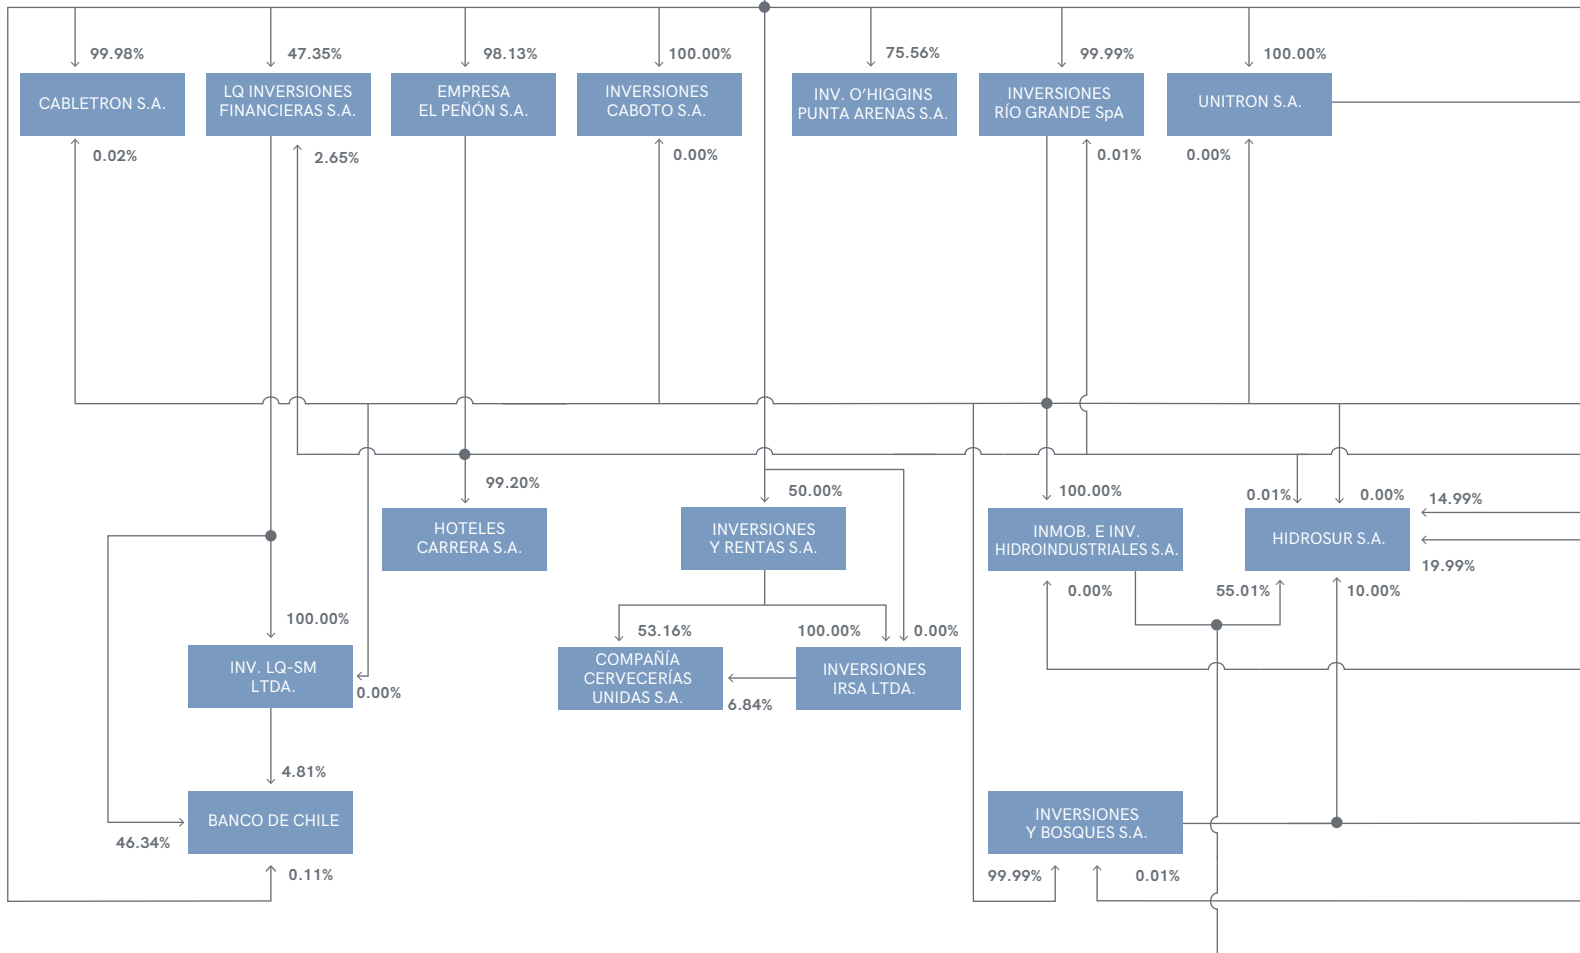 99.98%
47.35%
98.13%
100.00%
75.56%
99.99%
100.00%
CABLETRON S.A.
LQ INVERSIONES
FINANCIERAS S.A.
EMPRESA
EL PEÑÓN S.A.
INVERSIONES
CABOTO S.A.
INV. O'HIGGINS
PUNTA ARENAS S.A.
INVERSIONES
RÍO GRANDE SpA
UNITRON S.A.
0.02%
2.65%
0.00%
0.01%
0.00%
99.20%
50.00%
100.00%
0.01%
0.00%
14.99%
HOTELES
CARRERA S.A.
INVERSIONES
Y RENTAS S.A.
INMOB. E INV.
HIDROINDUSTRIALES S.A.
HIDROSUR S.A.
19.99%
0.00%
55.01%
10.00%
100.00%
53.16%
100.00%
0.00%
INV. LQ-SM
LTDA.
0.00%
COMPAÑÍA
CERVECERÍAS
UNIDAS S.A.
6.84%
INVERSIONES
IRSA LTDA.
4.81%
BANCO DE CHILE
46.34%
0.11%
INVERSIONES
Y BOSQUES S.A.
99.99%
0.01%